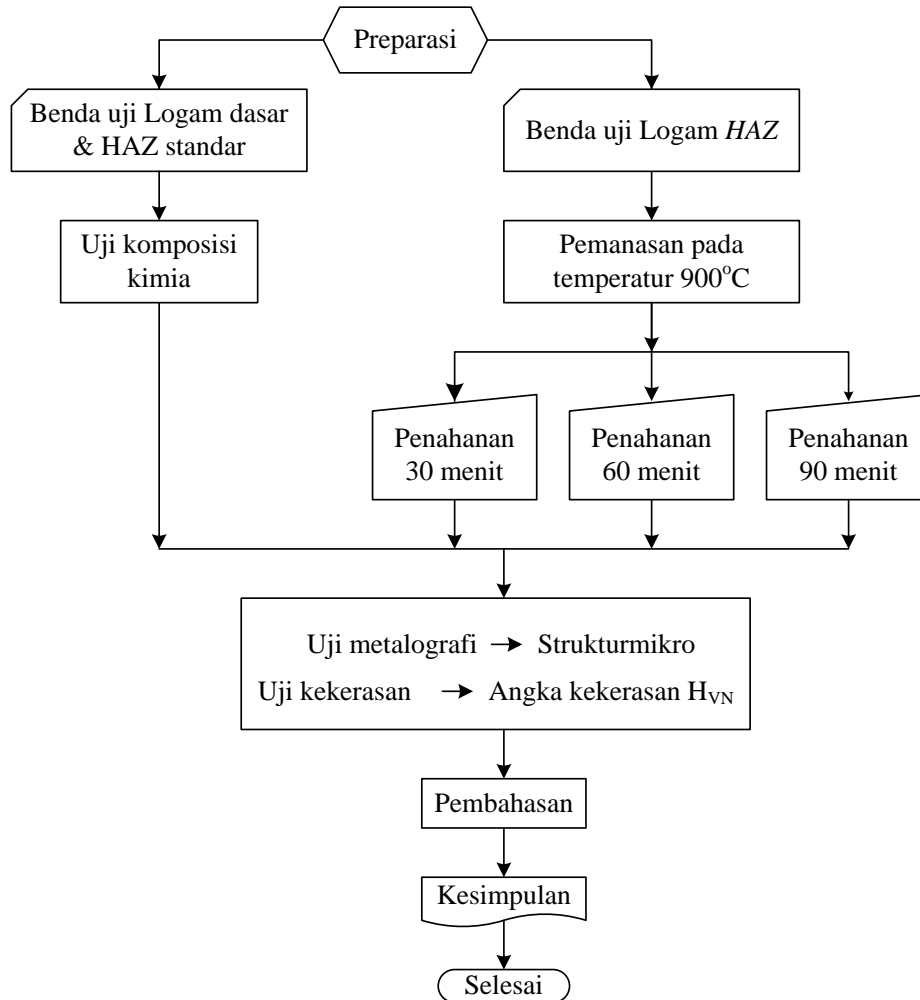 Preparasi
Benda uji Logam dasar
& HAZ standar
Benda uji Logam HAZ
Uji komposisi
kimia
Pemanasan pada
temperatur 900°C
Penahanan
30 menit
Penahanan
60 menit
Penahanan
90 menit
Uji metalografi → Strukturmikro
Uji kekerasan → Angka kekerasan HVN
Pembahasan
Kesimpulan
Selesai